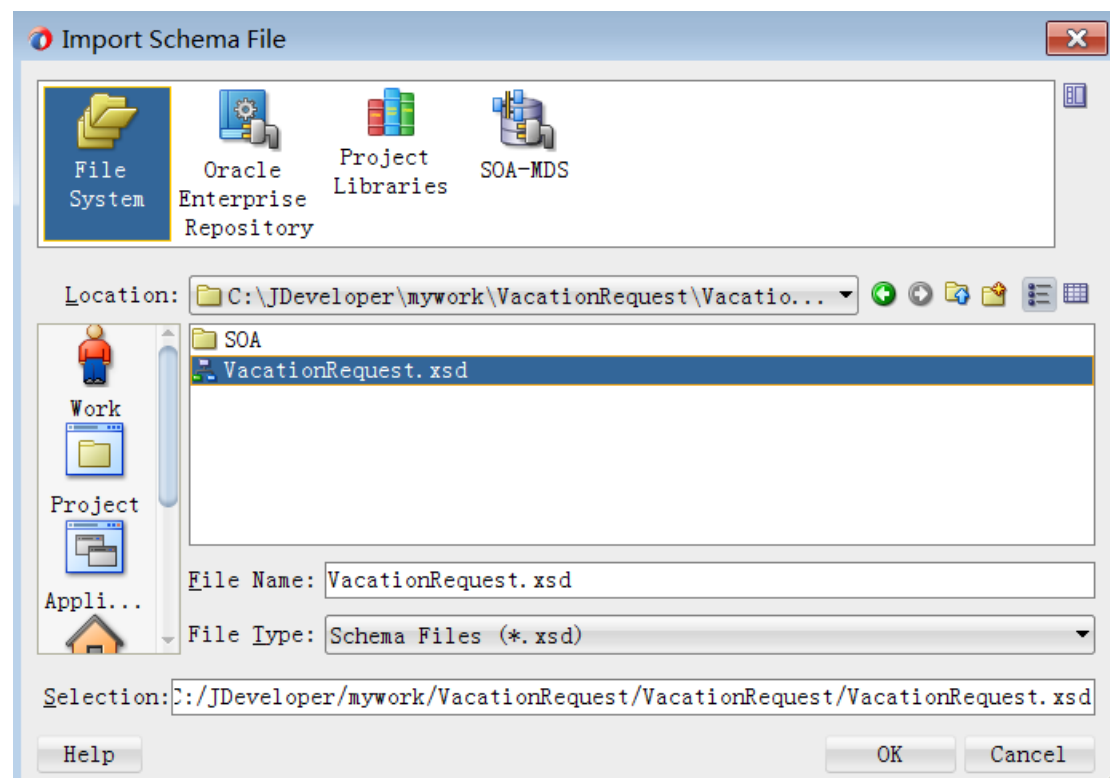 Import Schema File
File
System
Oracle
Enterprise
Repository
Project
Libraries
SOA-MDS
Location:
C:\JDeveloper\mywork\VacationRequest\Vacatio...
Work
Project
Appli...
SOA
VacationRequest.xsd
File Name:
VacationRequest.xsd
File Type:
Schema Files (*.xsd)
Selection:
:/JDeveloper/mywork/VacationRequest/VacationRequest/VacationRequest.xsd
Help
OK
Cancel